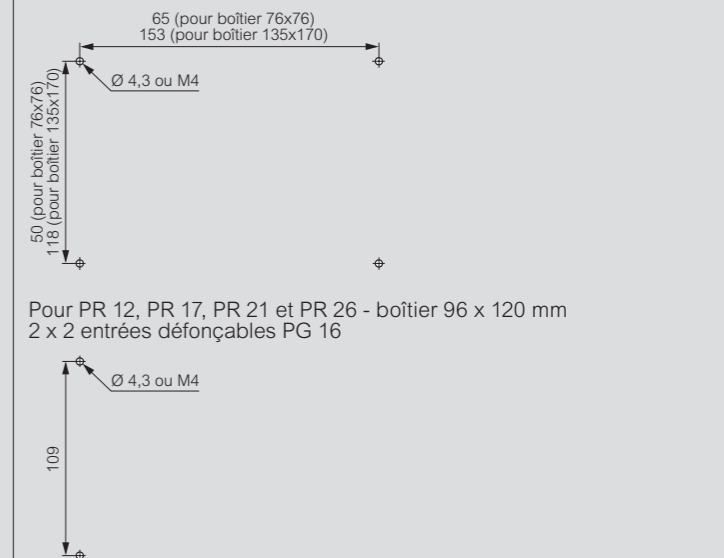 65 (pour boîtier 76x76)
153 (pour boîtier 135x170)
Ø 4,3 ou M4
50 (pour boîtier 76x76)
118 (pour boîtier 135x170)
Pour PR 12, PR 17, PR 21 et PR 26 - boîtier 96 x 120 mm
2 x 2 entrées défonçables PG 16
Ø 4,3 ou M4
109